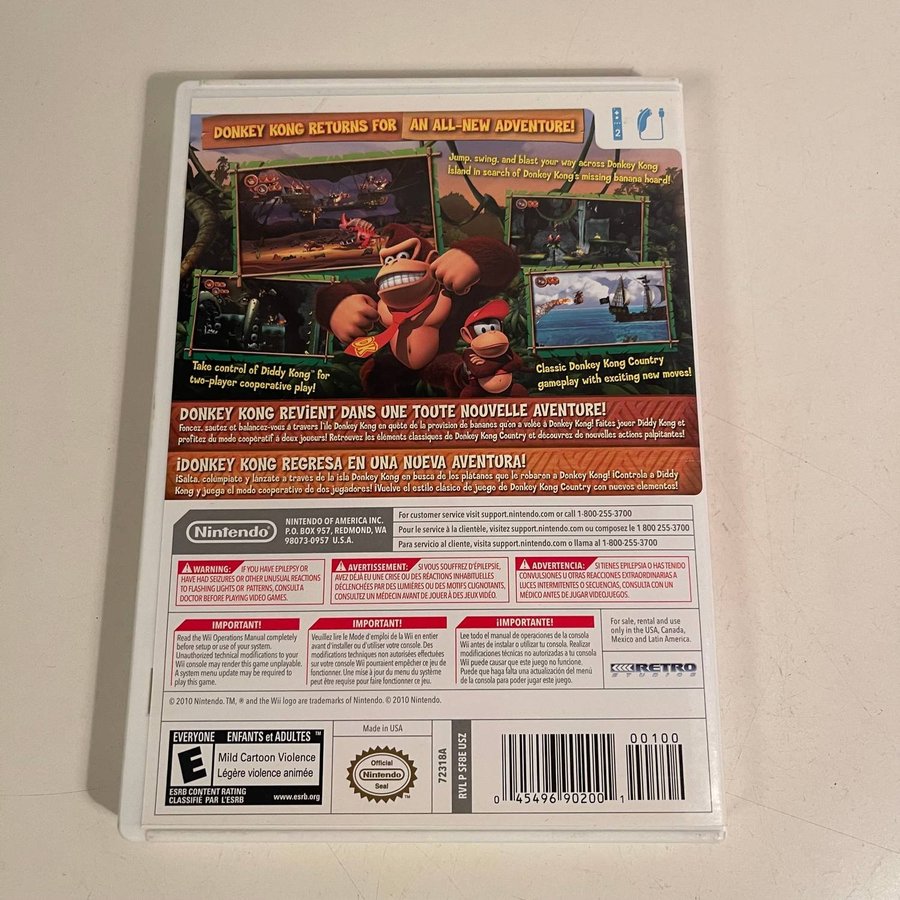 DONKEY KONG RETURNS FOR AN ALL-NEW ADVENTURE!
2
Jump, swing, and blast your way across Donkey Kong
Island in search of Donkey Kong's missing banana hoard!
Take control of Diddy Kong™ for
two-player cooperative play!
Classic Donkey Kong Country
gameplay with exciting new moves!
DONKEY KONG REVIENT DANS UNE TOUTE NOUVELLE AVENTURE!
Foncez, sautez et balancez-vous à travers l'île Donkey Kong en quête de la provision de bananes qu'on a volée à Donkey Kong! Faites jouer Diddy Kong et
profitez du mode coopératif à deux joueurs! Retrouvez les éléments classiques de Donkey Kong Country et découvrez de nouvelles actions palpitantes!
¡DONKEY KONG REGRESA EN UNA NUEVA AVENTURA!
¡Salta, colúmpiate y lánzate a través de la isla Donkey Kong en busca de los plátanos que le robaron a Donkey Kong! ¡Controla a Diddy
Kong y juega el modo cooperativo de dos jugadores! ¡Vuelve el estilo clásico de juego de Donkey Kong Country con nuevos elementos!
Nintendo
NINTENDO OF AMERICA INC.
P.O. BOX 957, REDMOND, WA
98073-0957 U.S.A.
For customer service visit support.nintendo.com or call 1-800-255-3700
Pour le service à la clientèle, visitez support.nintendo.com ou composez le 1 800 255-3700
Para servicio al cliente, visita support.nintendo.com o llama al 1-800-255-3700
WARNING: IF YOU HAVE EPILEPSY OR
HAVE HAD SEIZURES OR OTHER UNUSUAL REACTIONS
TO FLASHING LIGHTS OR PATTERNS, CONSULT A
DOCTOR BEFORE PLAYING VIDEO GAMES.
AVERTISSEMENT: SI VOUS SOUFFREZ D'ÉPILEPSIE,
AVEZ DÉJÀ EU UNE CRISE OU DES RÉACTIONS INHABITUELLES
DÉCLENCHÉES PAR DES LUMIÈRES OU DES MOTIFS CLIGNOTANTS,
CONSULTEZ UN MÉDECIN AVANT DE JOUER À DES JEUX VIDÉO.
ADVERTENCIA: SI TIENES EPILEPSIA O HAS TENIDO
CONVULSIONES U OTRAS REACCIONES EXTRAORDINARIAS A
LUCES INTERMITENTES O SECUENCIAS, CONSULTA CON UN
MÉDICO ANTES DE JUGAR VIDEOJUEGOS.
IMPORTANT!
Read the Wii Operations Manual completely
before setup or use of your system.
Unauthorized technical modifications to your
Wii console may render this game unplayable.
A system menu update may be required to
play this game.
IMPORTANT!
Veuillez lire le Mode d'emploi de la Wii en entier
avant d'installer ou d'utiliser votre console. Des
modifications techniques non autorisées effectuées
sur votre console Wii pourraient empêcher ce jeu de
fonctionner. Une mise à jour du menu du système
peut être requise pour faire fonctionner ce jeu.
¡IMPORTANTE!
Lee todo el manual de operaciones de la consola
Wii antes de instalar o utilizar tu consola. Realizar
modificaciones técnicas no autorizadas a tu consola
Wii puede causar que este juego no funcione.
Puede que haga falta una actualización del menú
de la consola para poder jugar este juego.
For sale, rental and use
only in the USA, Canada,
Mexico and Latin America.
RETRO
STUDIOS
© 2010 Nintendo. TM, ® and the Wii logo are trademarks of Nintendo. © 2010 Nintendo.
EVERYONE ENFANTS et ADULTES™
E
Mild Cartoon Violence
Légère violence animée
ESRB CONTENT RATING
CLASSIFIÉ PAR L'ESRB
www.esrb.org
Made in USA
Official
Nintendo
Seal
72318A
RVL P SF8E USZ
00100
0 45496 90200 1